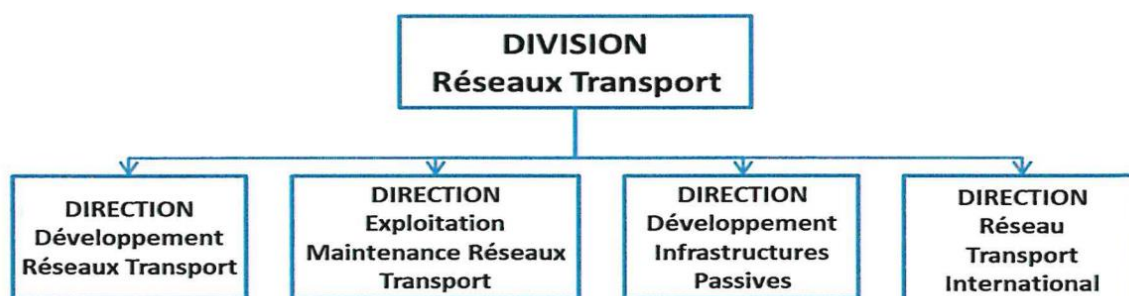 DIVISION
Réseaux Transport
DIRECTION
Développement
Réseaux Transport
DIRECTION
Exploitation
Maintenance Réseaux
Transport
DIRECTION
Développement
Infrastructures
Passives
DIRECTION
Réseau
Transport
International